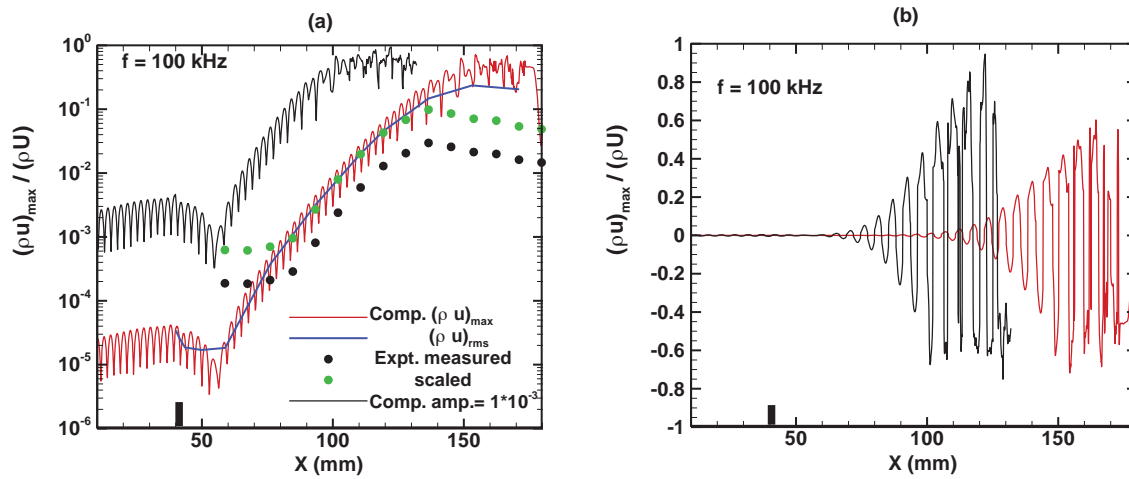 (a)
(ρu)max / (ρU)
f = 100 kHz
10^0
10^-1
10^-2
10^-3
10^-4
10^-5
10^-6
Comp. (ρ u)max
(ρ u)rms
Expt. measured
scaled
Comp. amp.= 1*10^-3
50 100 150
X (mm)
(b)
(ρu)max / (ρU)
f = 100 kHz
1
0.8
0.6
0.4
0.2
0
-0.2
-0.4
-0.6
-0.8
-1
50 100 150
X (mm)